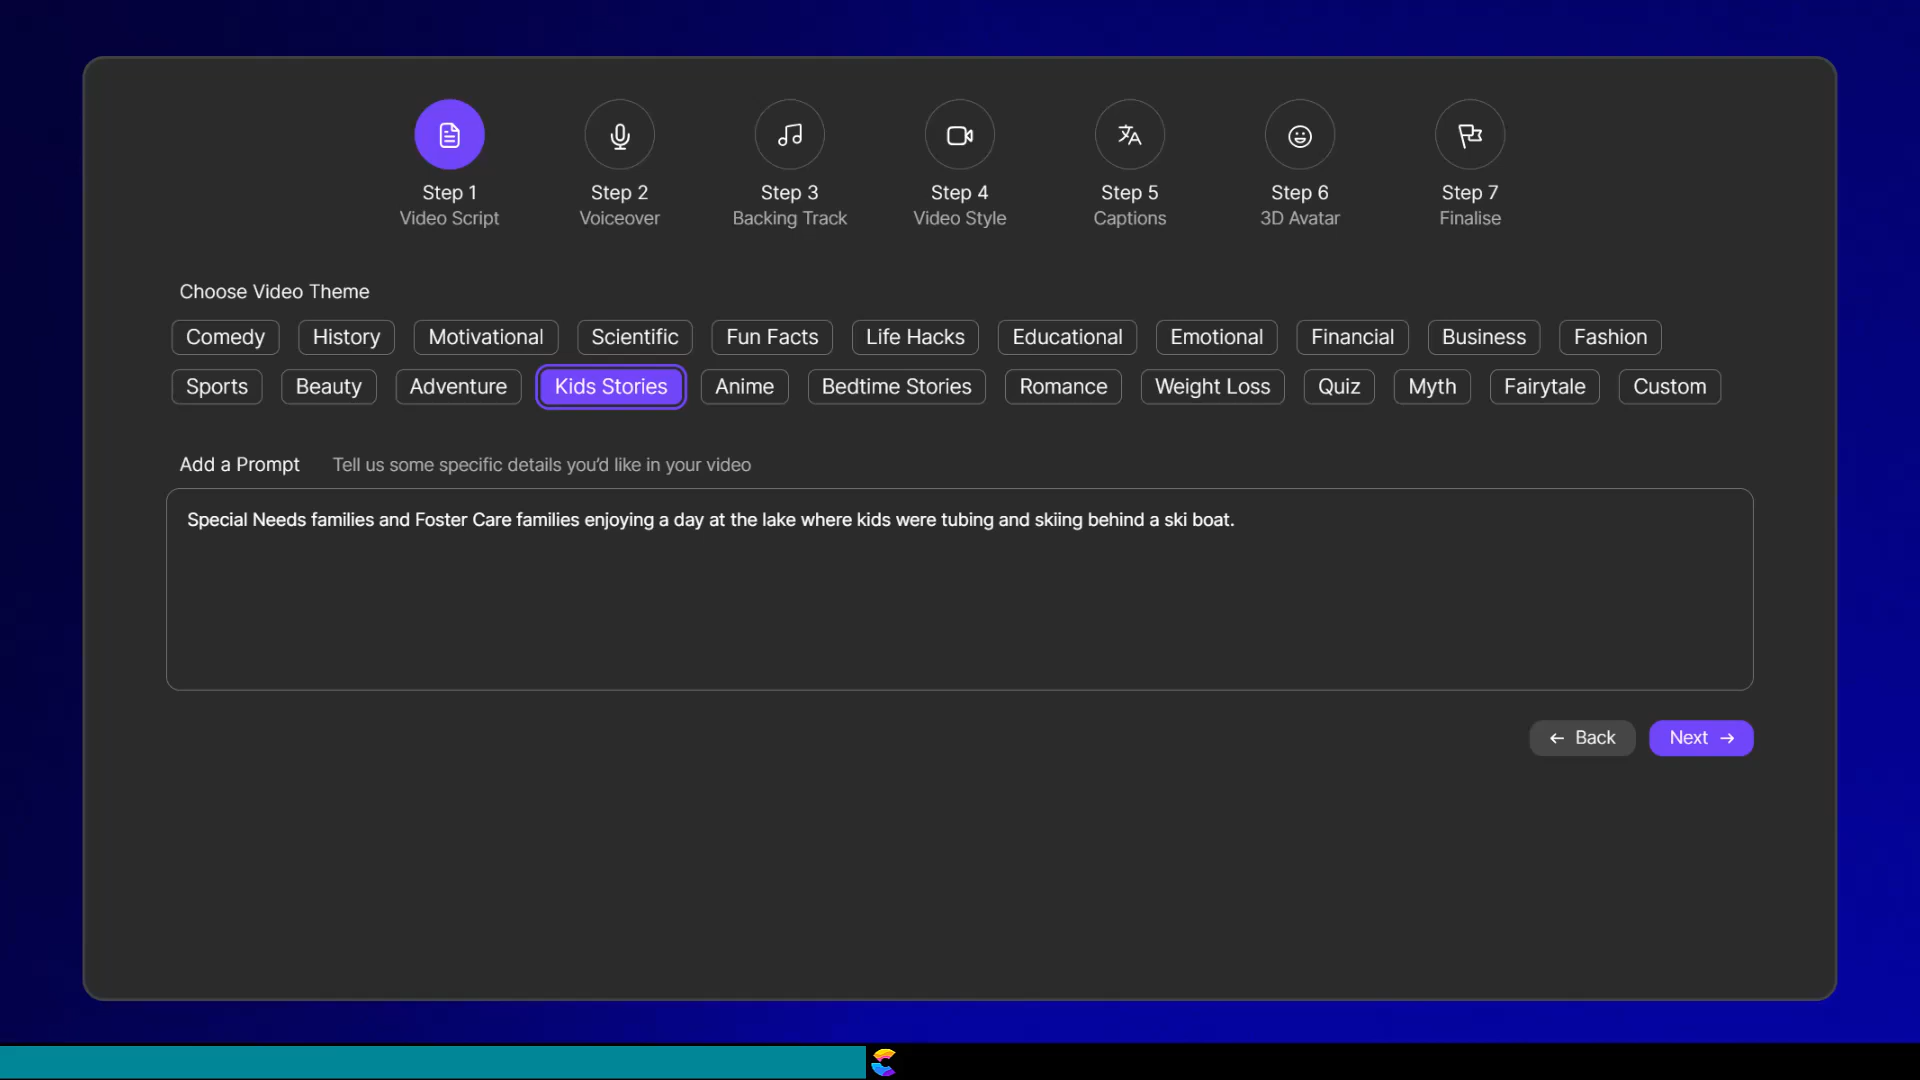 Step 1 Step 2 Step 3 Step 4 Step 5 Step 6 Step 7
Video Script Voiceover Backing Track Video Style Captions 3D Avatar Finalise
Choose Video Theme
Comedy History Motivational Scientific Fun Facts Life Hacks Educational Emotional Financial Business Fashion
Sports Beauty Adventure Kids Stories Anime Bedtime Stories Romance Weight Loss Quiz Myth Fairytale Custom
Add a Prompt Tell us some specific details you'd like in your video
Special Needs families and Foster Care families enjoying a day at the lake where kids were tubing and skiing behind a ski boat.
← Back Next →